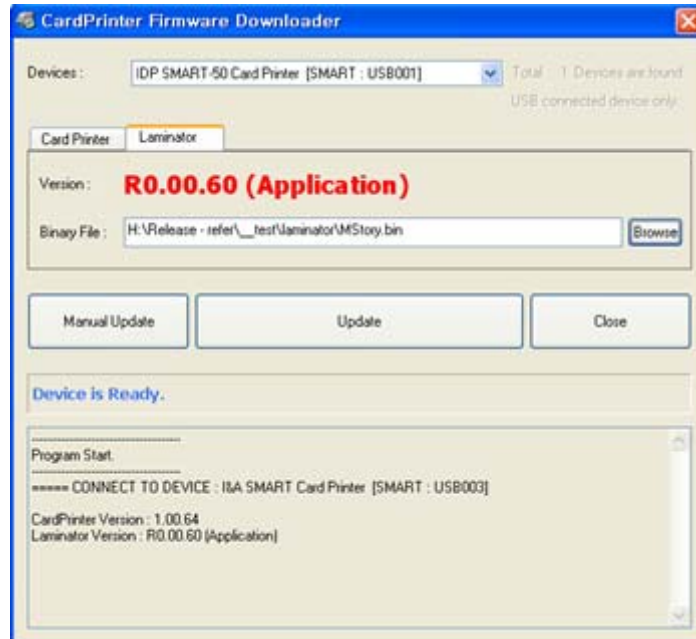 CardPrinter Firmware Downloader
Devices : IDP SMART-50 Card Printer [SMART : USB001] Total 1 Devices are found
USB connected device only.
Card Printer Laminator
Version : R0.00.60 (Application)
Binary File : H:\Release - refer\__test\laminator\MStory.bin Browse
Manual Update Update Close
Device is Ready.
--------------------------------
Program Start.
--------------------------------
===== CONNECT TO DEVICE : I&A SMART Card Printer [SMART : USB003]
CardPrinter Version : 1.00.64
Laminator Version : R0.00.60 (Application)